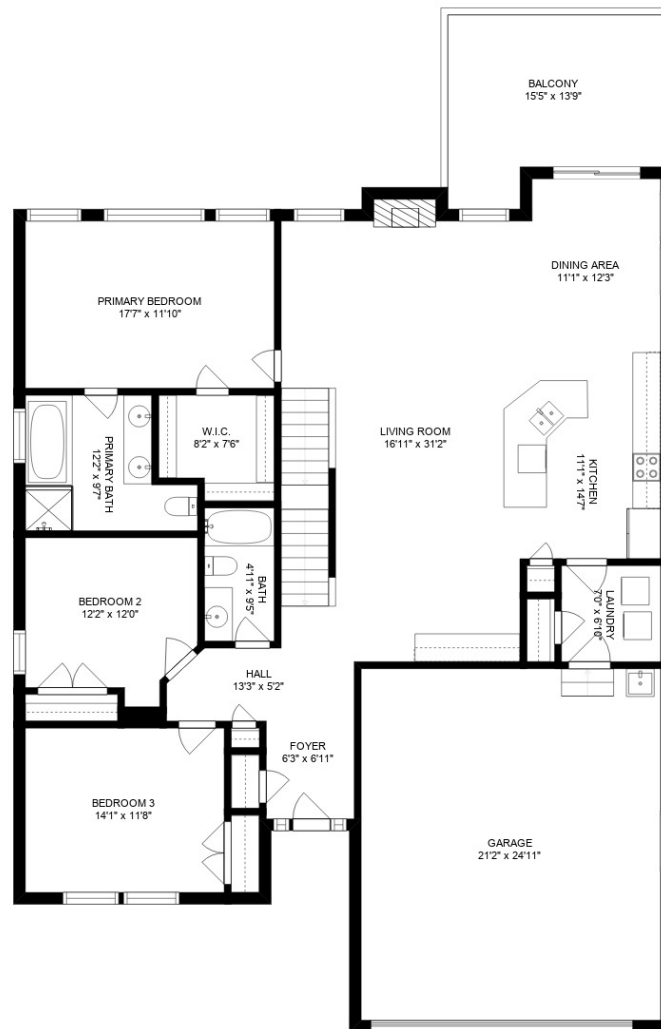 BALCONY
15'5" x 13'9"
DINING AREA
11'1" x 12'3"
PRIMARY BEDROOM
17'7" x 11'10"
W.I.C.
8'2" x 7'6"
LIVING ROOM
16'11" x 31'2"
PRIMARY BATH
12'2" x 9'7"
KITCHEN
11'1" x 14'7"
BATH
4'11" x 9'5"
BEDROOM 2
12'2" x 12'0"
LAUNDRY
7'0" x 6'10"
HALL
13'3" x 5'2"
FOYER
6'3" x 6'11"
BEDROOM 3
14'1" x 11'8"
GARAGE
21'2" x 24'11"